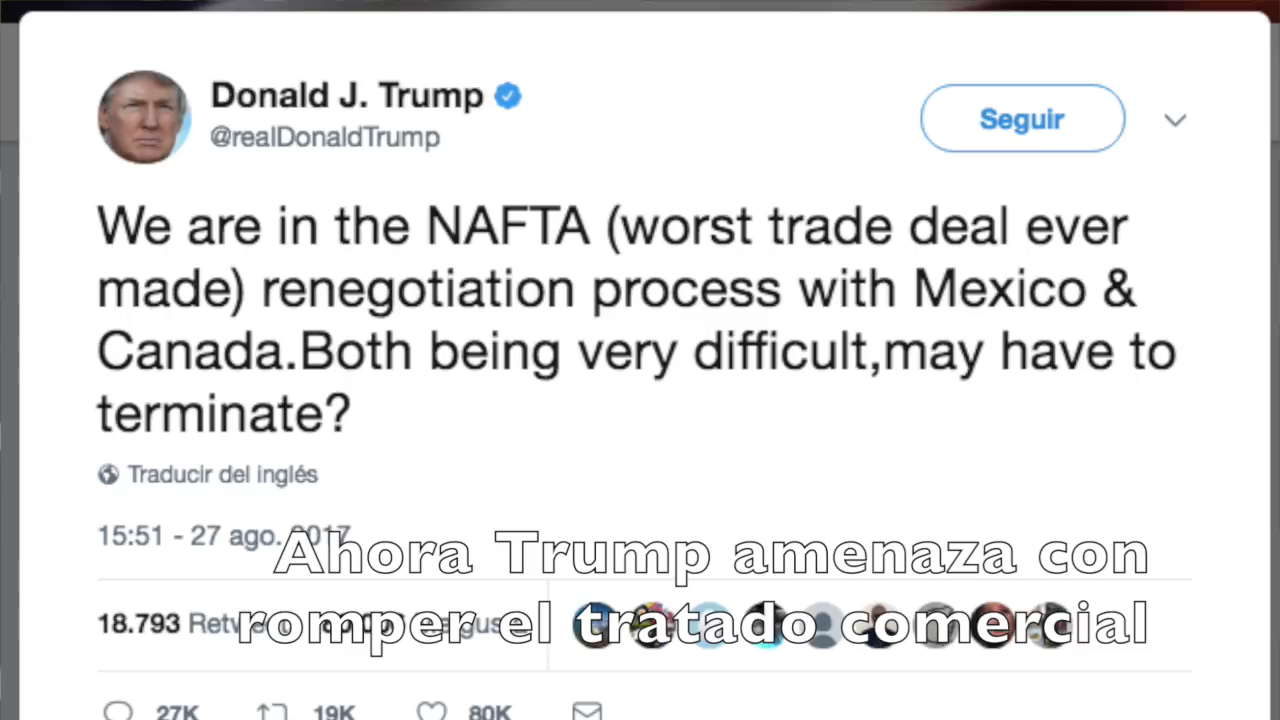 Donald J. Trump
@realDonaldTrump
Seguir
We are in the NAFTA (worst trade deal ever
made) renegotiation process with Mexico &
Canada.Both being very difficult,may have to
terminate?
Traducir del inglés
15:51 - 27 ago. 2017
Ahora Trump amenaza con
romper el tratado comercial
18.793
27K 19K 80K